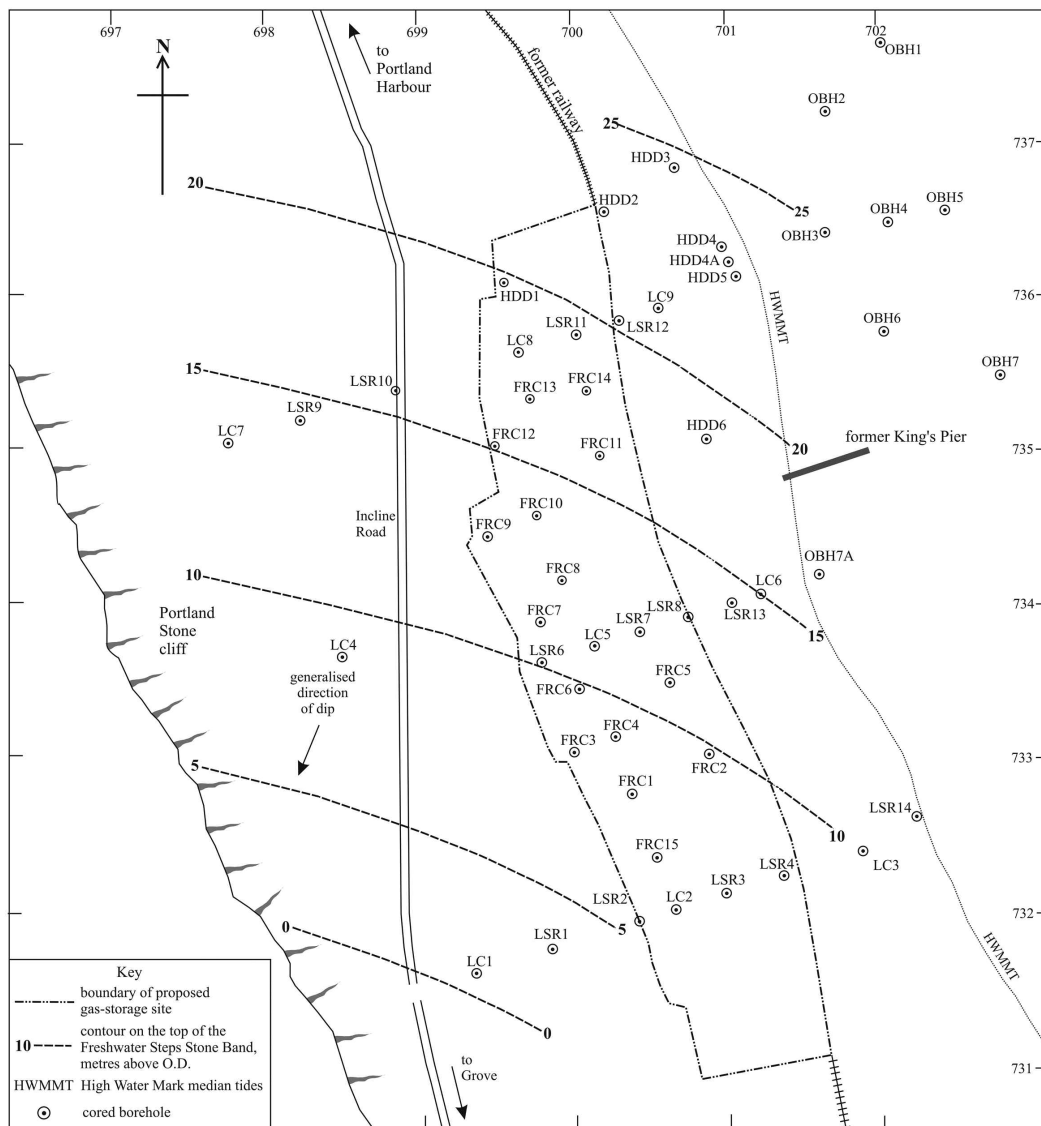 697
698
699
700
701
702
N
to
Portland
Harbour
former railway
OBH1
OBH2
25
HDD3
737
20
HDD2
25
OBH5
OBH4
OBH3
HDD4
HDD4A
HDD5
HDD1
LC9
HWMMT
736
LSR11
LSR12
OBH6
LC8
15
LSR10
OBH7
FRC13
FRC14
LSR9
LC7
FRC12
FRC11
HDD6
20
former King's Pier
735
Incline
Road
FRC10
FRC9
10
FRC8
OBH7A
LC6
Portland
Stone
cliff
FRC7
LSR7
LSR8
LSR13
734
15
LC4
LC5
LSR6
generalised
direction
of dip
FRC6
FRC5
FRC4
FRC3
FRC2
733
5
FRC1
10
LSR14
FRC15
LSR4
LC3
LSR3
LSR2
LC2
5
732
0
LSR1
LC1
HWMMT
0
to
Grove
731
Key
boundary of proposed
gas-storage site
contour on the top of the
10 Freshwater Steps Stone Band,
metres above O.D.
HWMMT High Water Mark median tides
cored borehole